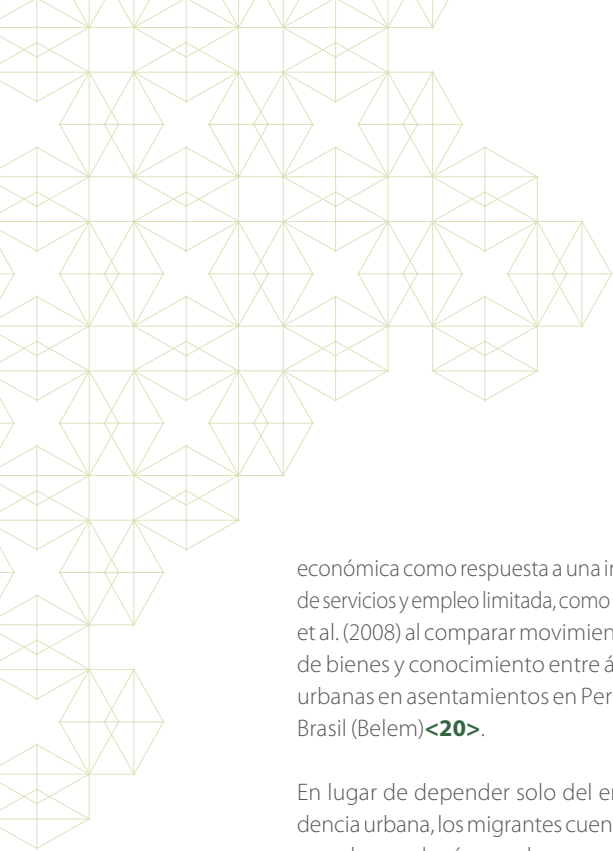 económica como respuesta a una
de servicios y empleo limitada, como
et al. (2008) al comparar
de bienes y conocimiento entre
urbanas en asentamientos en
Brasil (Belem)<20>.
En lugar de depender solo del
dencia urbana, los migrantes